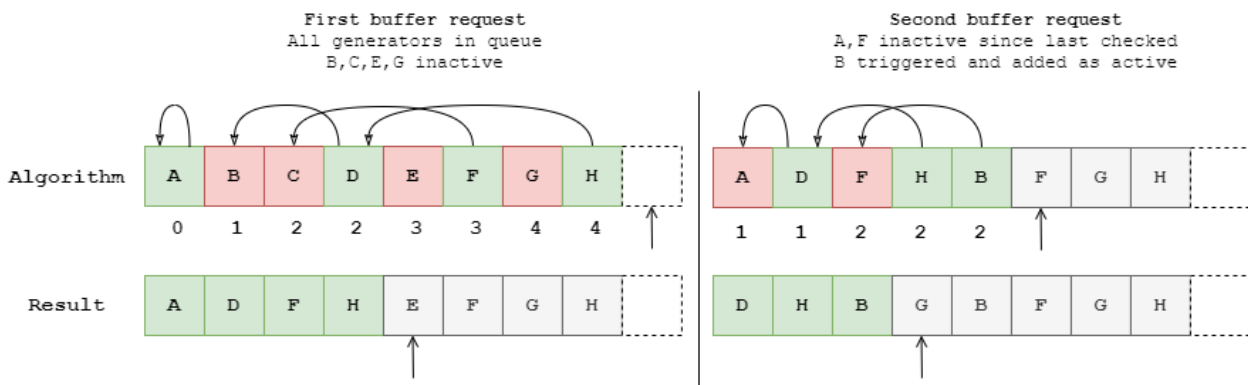 First buffer request
All generators in queue
B,C,E,G inactive
Algorithm
A B C D E F G H
0 1 2 2 3 3 4 4
Result
A D F H E F G H
Second buffer request
A,F inactive since last checked
B triggered and added as active
A D F H B F G H
1 1 2 2 2
D H B G B F G H